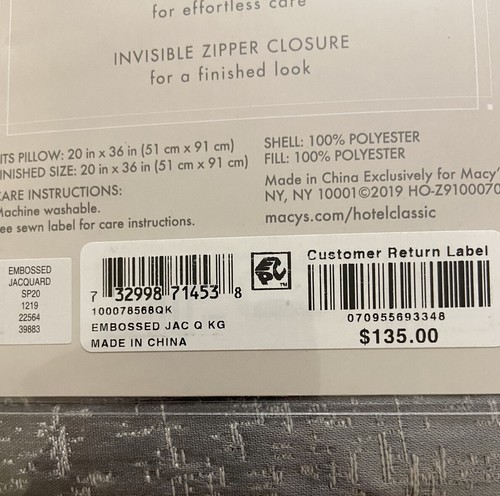 for effortless care
INVISIBLE ZIPPER CLOSURE
for a finished look
ITS PILLOW: 20 in x 36 in (51 cm x 91 cm)
INISHED SIZE: 20 in x 36 in (51 cm x 91 cm)
CARE INSTRUCTIONS:
Machine washable.
ee sewn label for care instructions.
SHELL: 100% POLYESTER
FILL: 100% POLYESTER
Made in China Exclusively for Macy'
NY, NY 10001©2019 HO-Z9100070
macys.com/hotelclassic
EMBOSSED
JACQUARD
SP20
1219
22564
39883
7 32998 71453 8
100078568QK
EMBOSSED JAC Q KG
MADE IN CHINA
Customer Return Label
070955693348
$135.00